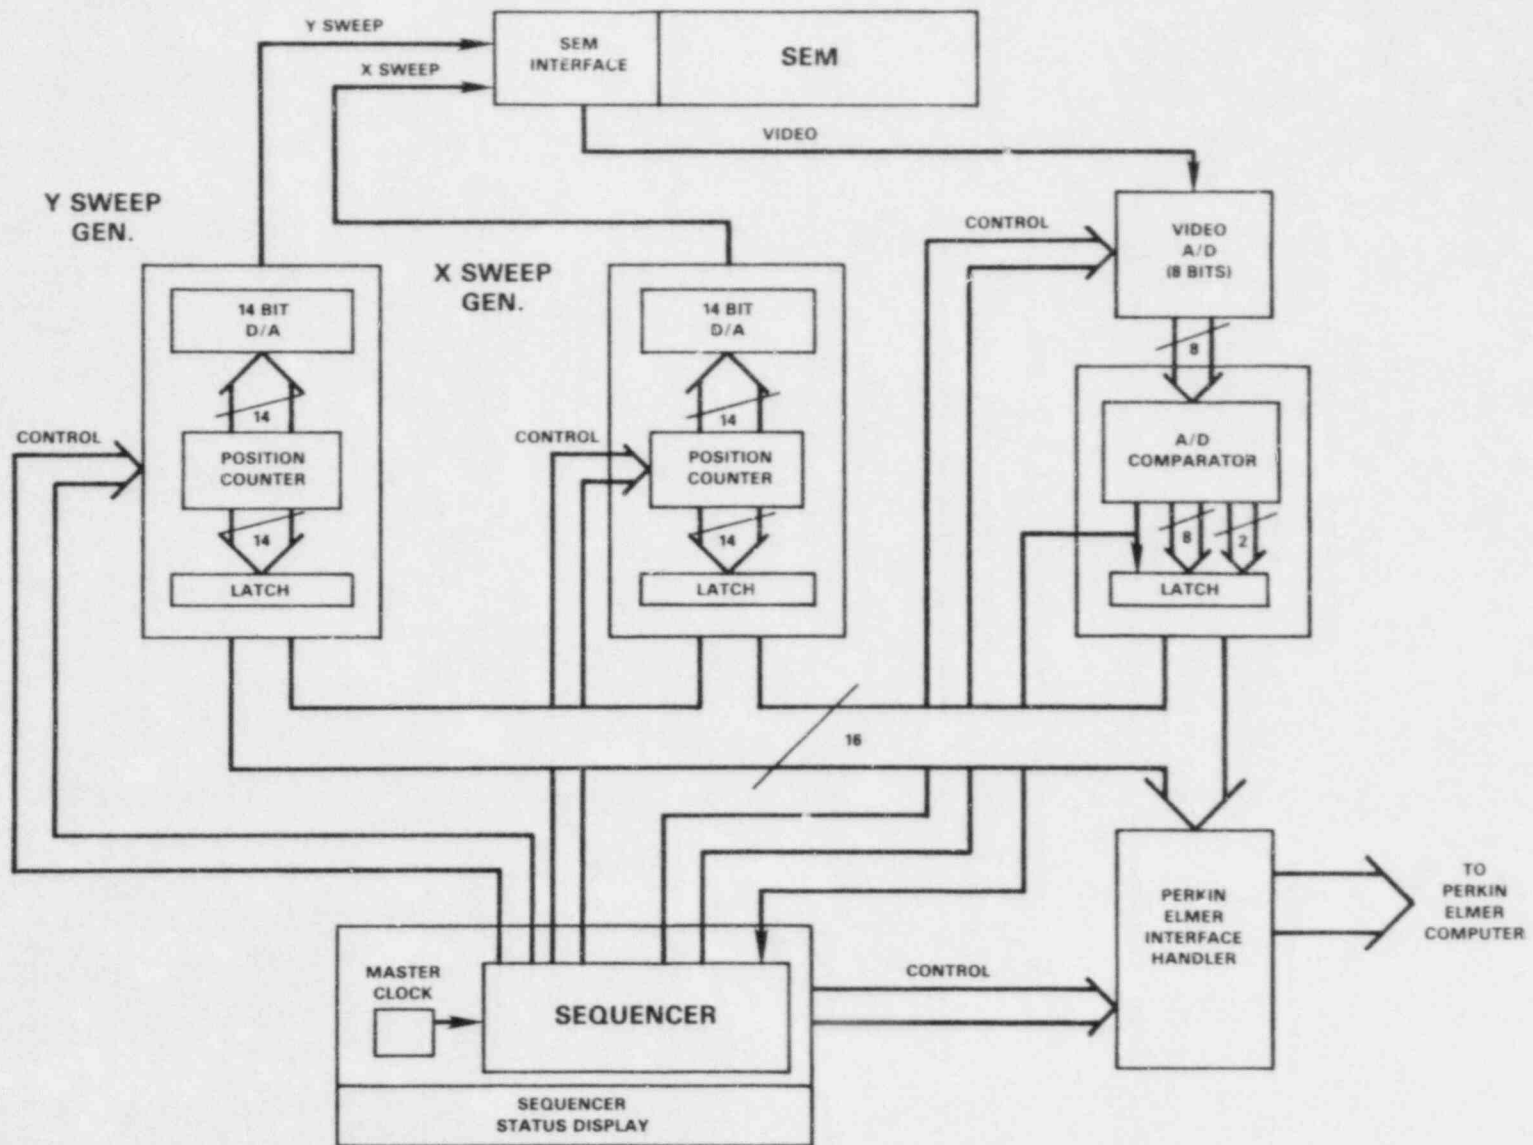 Y SWEEP
X SWEEP
SEM
INTERFACE
SEM
VIDEO
Y SWEEP
GEN.
X SWEEP
GEN.
CONTROL
VIDEO
A/D
(8 BITS)
14 BIT
D/A
14 BIT
D/A
8
14
14
CONTROL
POSITION
COUNTER
CONTROL
POSITION
COUNTER
A/D
COMPARATOR
14
14
8
2
LATCH
LATCH
LATCH
16
PERKIN
ELMER
INTERFACE
HANDLER
TO
PERKIN
ELMER
COMPUTER
MASTER
CLOCK
SEQUENCER
CONTROL
SEQUENCER
STATUS DISPLAY